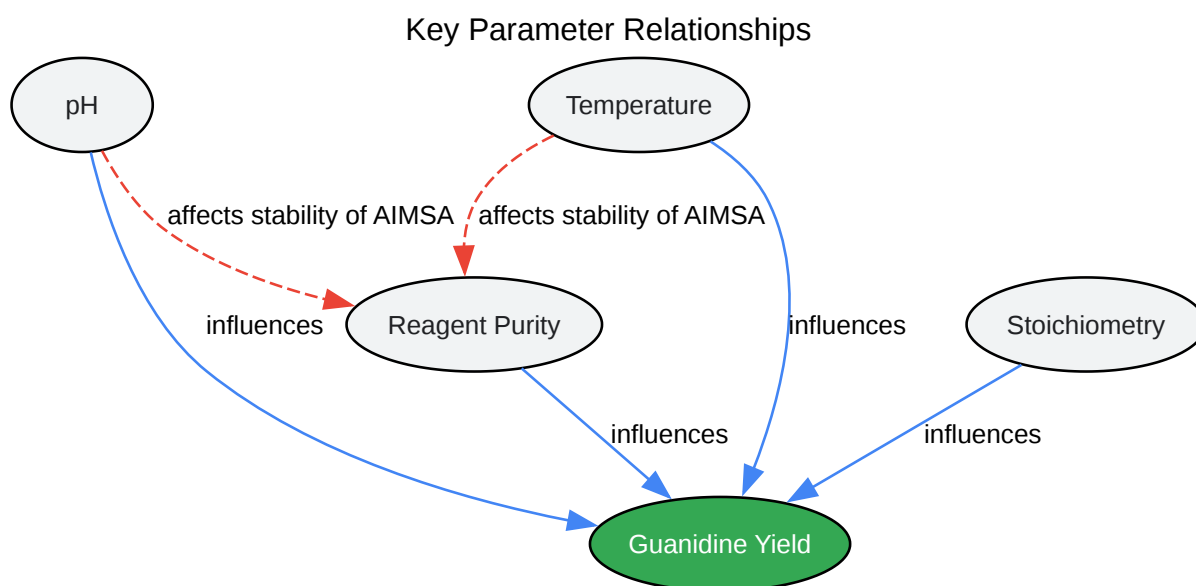 Key Parameter Relationships
pH
Temperature
affects stability of AIMSA
affects stability of AIMSA
influences
Reagent Purity
influences
Stoichiometry
influences
influences
Guanidine Yield